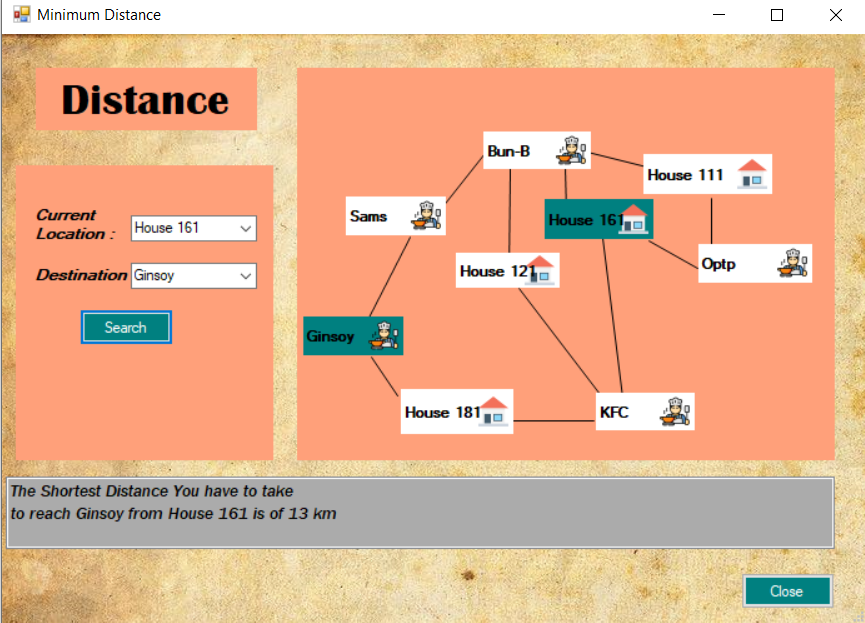 Minimum Distance
Distance
Current
Location :
House 161
Destination
Ginsoy
Search
Bun-B
House 111
Sams
House 161
House 121
Optp
Ginsoy
House 181
KFC
The Shortest Distance You have to take
to reach Ginsoy from House 161 is of 13 km
Close